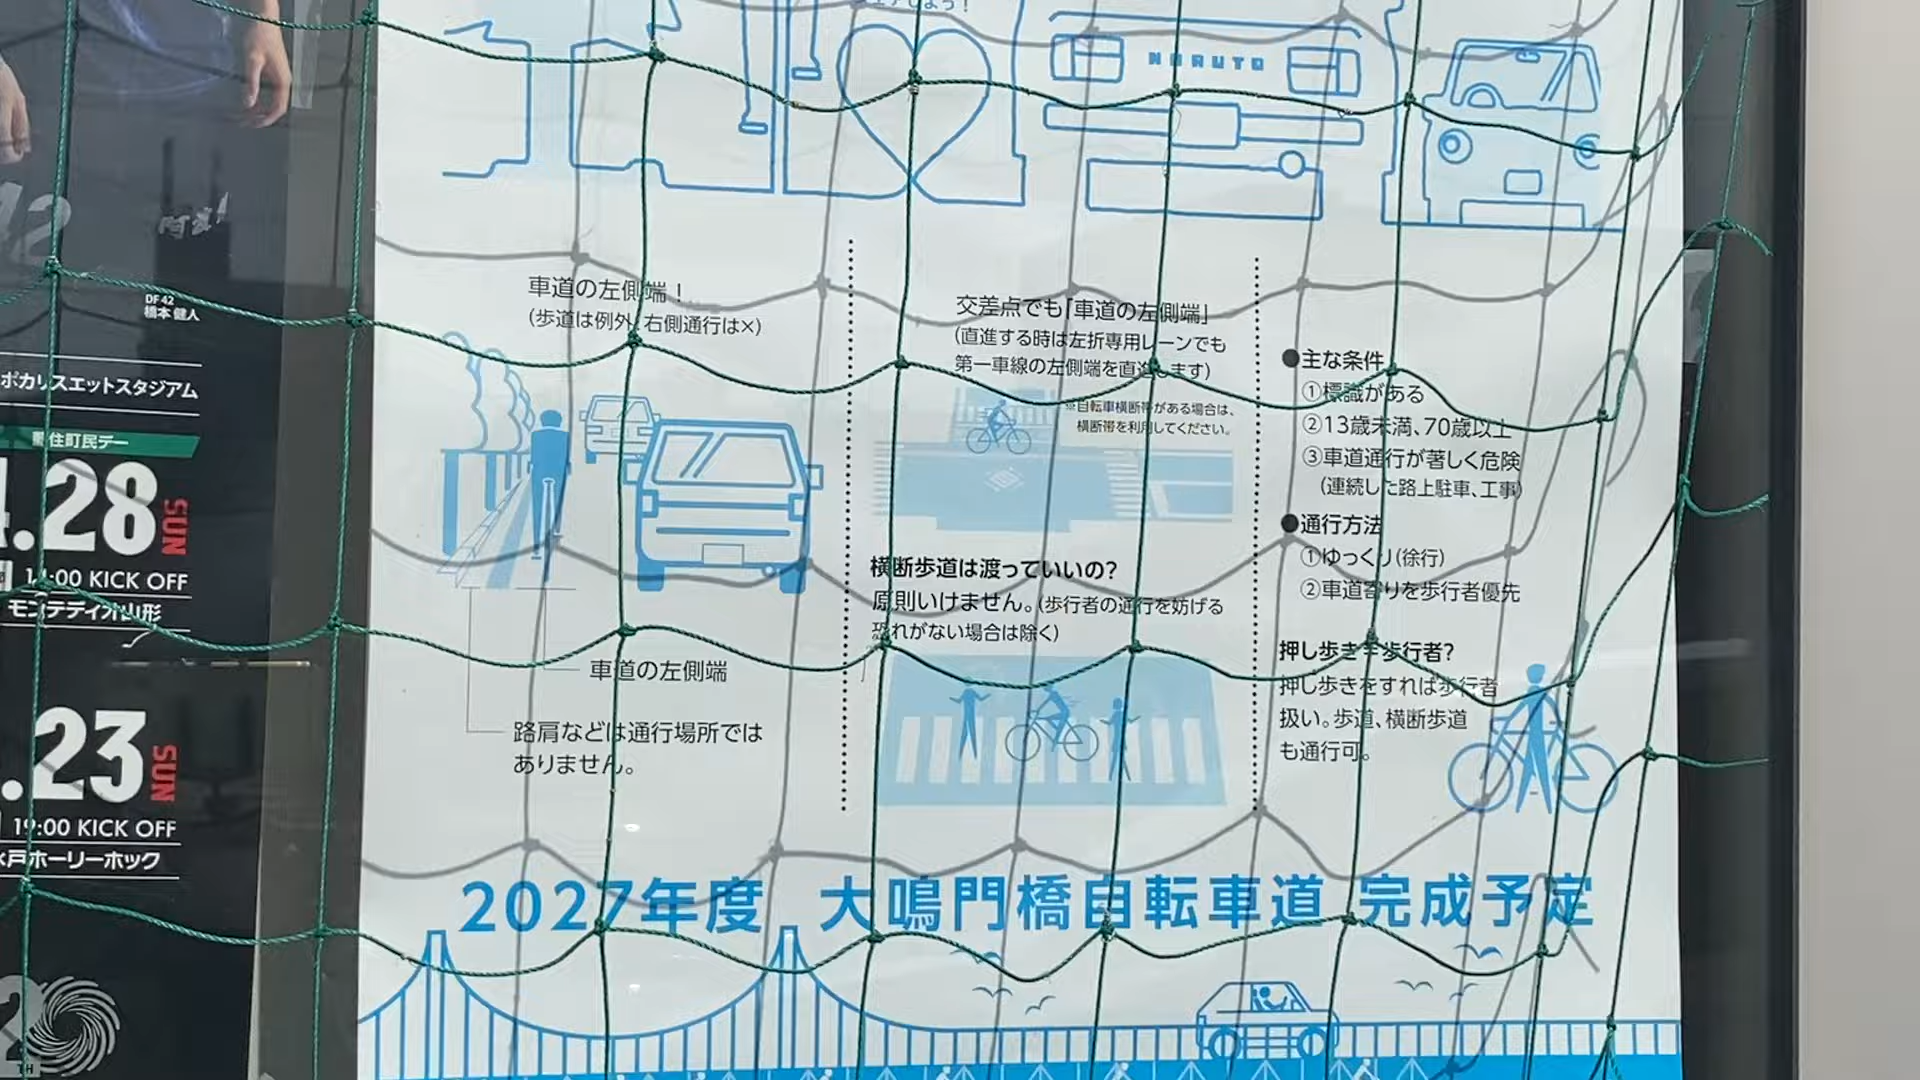 NARUTO
DF 42
橋本 健人
ポカリスエットスタジアム
町民デー
.28 SUN
14:00 KICK OFF
モンテディオ山形
.23 SUN
19:00 KICK OFF
水戸ホーリーホック
車道の左側端！
(歩道は例外、右側通行は×)
車道の左側端
路肩などは通行場所では
ありません。
交差点でも「車道の左側端」
(直進する時は左折専用レーンでも
第一車線の左側端を直進します)
※自転車横断帯がある場合は、
横断帯を利用してください。
横断歩道は渡っていいの?
原則いけません。(歩行者の通行を妨げる
恐れがない場合は除く)
●主な条件
①標識がある
②13歳未満、70歳以上
③車道通行が著しく危険
(連続した路上駐車、工事)
●通行方法
①ゆっくり(徐行)
②車道寄りを歩行者優先
押し歩き=歩行者?
押し歩きをすれば歩行者
扱い。歩道、横断歩道
も通行可。
2027年度 大鳴門橋自転車道 完成予定